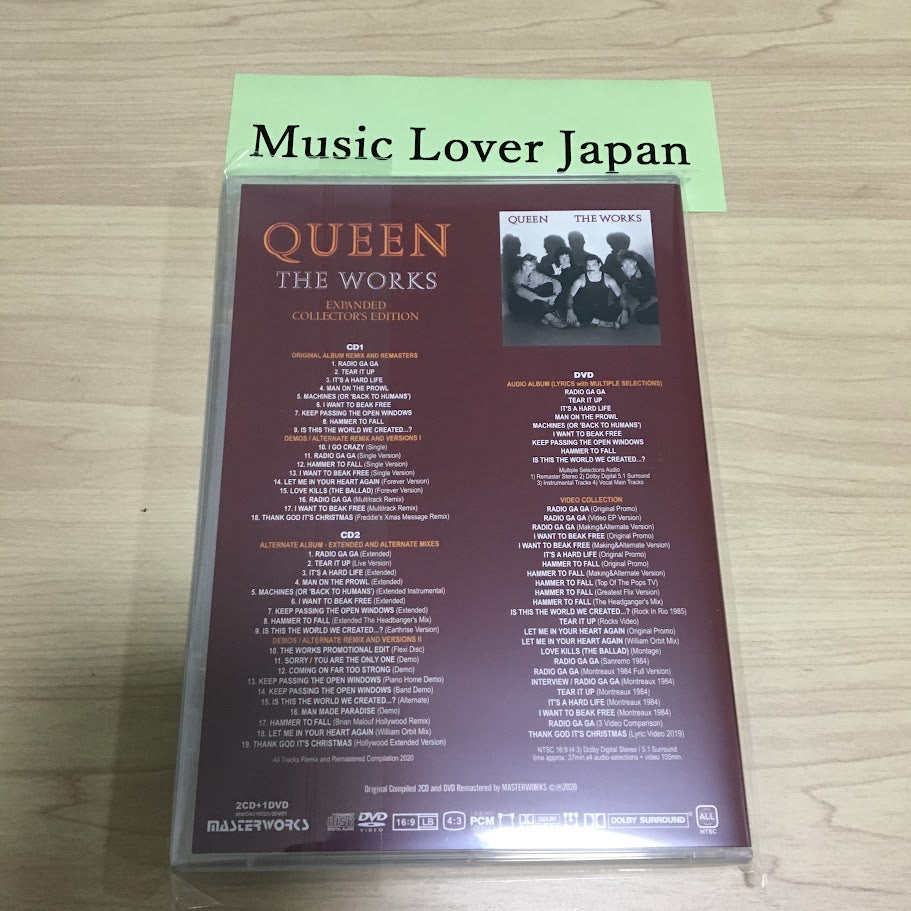 Music Lover Japan
QUEEN
THE WORKS
EXPANDED
COLLECTOR'S EDITION
QUEEN THE WORKS
CD1
ORIGINAL ALBUM REMIX AND REMASTERS
1. RADIO GA GA
2. TEAR IT UP
3. IT'S A HARD LIFE
4. MAN ON THE PROWL
5. MACHINES (OR 'BACK TO HUMANS')
6. I WANT TO BEAK FREE
7. KEEP PASSING THE OPEN WINDOWS
8. HAMMER TO FALL
9. IS THIS THE WORLD WE CREATED...?
DEMOS / ALTERNATE REMIX AND VERSIONS I
10. I GO CRAZY (Single)
11. RADIO GA GA (Single Version)
12. HAMMER TO FALL (Single Version)
13. I WANT TO BEAK FREE (Single Version)
14. LET ME IN YOUR HEART AGAIN (Forever Version)
15. LOVE KILLS (THE BALLAD) (Forever Version)
16. RADIO GA GA (Multitrack Remix)
17. I WANT TO BEAK FREE (Multitrack Remix)
18. THANK GOD IT'S CHRISTMAS (Freddie's Xmas Message Remix)
CD2
ALTERNATE ALBUM - EXTENDED AND ALTERNATE MIXES
1. RADIO GA GA (Extended)
2. TEAR IT UP (Live Version)
3. IT'S A HARD LIFE (Extended)
4. MAN ON THE PROWL (Extended)
5. MACHINES (OR 'BACK TO HUMANS') (Extended Instrumental)
6. I WANT TO BEAK FREE (Extended)
7. KEEP PASSING THE OPEN WINDOWS (Extended)
8. HAMMER TO FALL (Extended The Headbanger's Mix)
9. IS THIS THE WORLD WE CREATED...? (Earthrise Version)
DEMOS / ALTERNATE REMIX AND VERSIONS II
10. THE WORKS PROMOTIONAL EDIT (Flexi Disc)
11. SORRY / YOU ARE THE ONLY ONE (Demo)
12. COMING ON FAR TOO STRONG (Demo)
13. KEEP PASSING THE OPEN WINDOWS (Piano Home Demo)
14. KEEP PASSING THE OPEN WINDOWS (Band Demo)
15. IS THIS THE WORLD WE CREATED...? (Alternate)
16. MAN MADE PARADISE (Demo)
17. HAMMER TO FALL (Brian Malouf Hollywood Remix)
18. LET ME IN YOUR HEART AGAIN (William Orbit Mix)
19. THANK GOD IT'S CHRISTMAS (Hollywood Extended Version)
All Tracks Remix and Remastered Compilation 2020
DVD
AUDIO ALBUM (LYRICS with MULTIPLE SELECTIONS)
RADIO GA GA
TEAR IT UP
IT'S A HARD LIFE
MAN ON THE PROWL
MACHINES (OR 'BACK TO HUMANS')
I WANT TO BEAK FREE
KEEP PASSING THE OPEN WINDOWS
HAMMER TO FALL
IS THIS THE WORLD WE CREATED...?
Multiple Selections Audio
1) Remaster Stereo 2) Dolby Digital 5.1 Surround
3) Instrumental Tracks 4) Vocal Main Tracks
VIDEO COLLECTION
RADIO GA GA (Original Promo)
RADIO GA GA (Video EP Version)
RADIO GA GA (Making&Alternate Version)
I WANT TO BEAK FREE (Original Promo)
I WANT TO BEAK FREE (Making&Alternate Version)
IT'S A HARD LIFE (Original Promo)
HAMMER TO FALL (Original Promo)
HAMMER TO FALL (Making&Alternate Version)
HAMMER TO FALL (Top Of The Pops TV)
HAMMER TO FALL (Greatest Flix Version)
HAMMER TO FALL (The Headganger's Mix)
IS THIS THE WORLD WE CREATED...? (Rock In Rio 1985)
TEAR IT UP (Rocks Video)
LET ME IN YOUR HEART AGAIN (Original Promo)
LET ME IN YOUR HEART AGAIN (William Orbit Mix)
LOVE KILLS (THE BALLAD) (Montage)
RADIO GA GA (Sanremo 1984)
RADIO GA GA (Montreaux 1984 Full Version)
INTERVIEW / RADIO GA GA (Montreaux 1984)
TEAR IT UP (Montreaux 1984)
IT'S A HARD LIFE (Montreaux 1984)
I WANT TO BEAK FREE (Montreaux 1984)
RADIO GA GA (3 Video Comparison)
THANK GOD IT'S CHRISTMAS (Lyric Video 2019)
NTSC 16:9 (4:3) Dolby Digital Stereo / 5.1 Surround
time approx. 37min.x4 audio-selections + video 105min
Original Compiled 2CD and DVD Remastered by MASTERWORKS ©℗2020
2CD+1DVD
MASTERWORKS
disc DIGITAL AUDIO
DVD VIDEO
16:9 LB
4:3
PCM
DOLBY
DOLBY SURROUND
ALL
NTSC